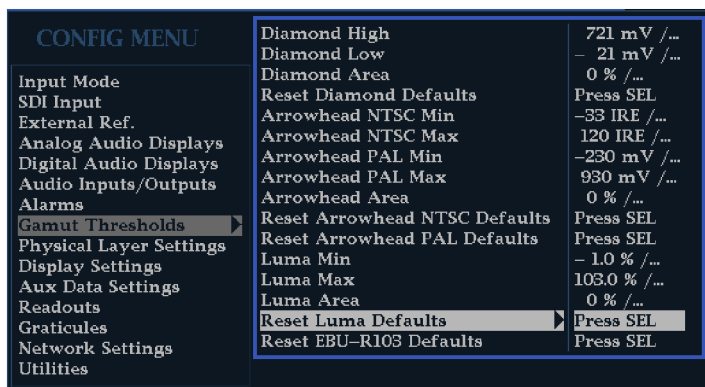 CONFIG MENU
Input Mode
SDI Input
External Ref.
Analog Audio Displays
Digital Audio Displays
Audio Inputs/Outputs
Alarms
Gamut Thresholds
Physical Layer Settings
Display Settings
Aux Data Settings
Readouts
Graticules
Network Settings
Utilities
Diamond High 721 mV /...
Diamond Low – 21 mV /...
Diamond Area 0 % /...
Reset Diamond Defaults Press SEL
Arrowhead NTSC Min –33 IRE /...
Arrowhead NTSC Max 120 IRE /...
Arrowhead PAL Min –230 mV /...
Arrowhead PAL Max 930 mV /...
Arrowhead Area 0 % /...
Reset Arrowhead NTSC Defaults Press SEL
Reset Arrowhead PAL Defaults Press SEL
Luma Min – 1.0 % /...
Luma Max 103.0 % /...
Luma Area 0 % /...
Reset Luma Defaults Press SEL
Reset EBU–R103 Defaults Press SEL